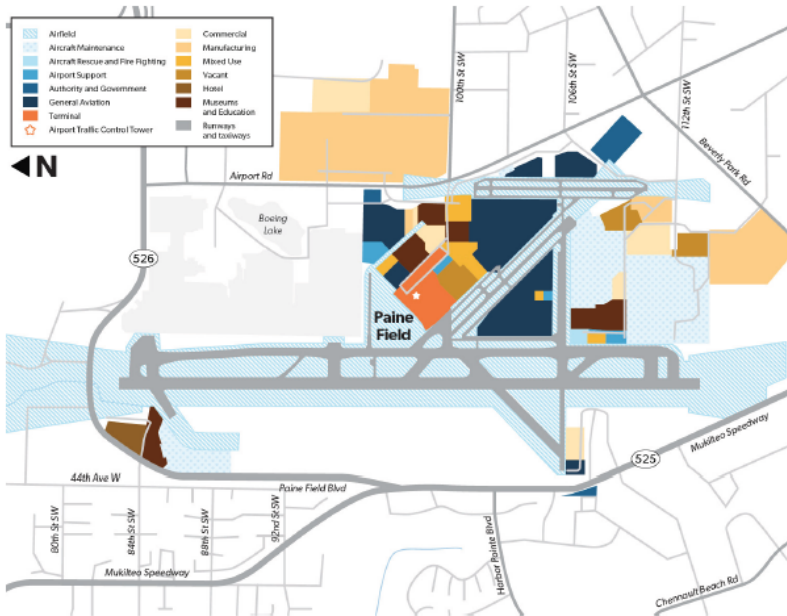 Airfield
Aircraft Maintenance
Aircraft Rescue and Fire Fighting
Airport Support
Authority and Government
General Aviation
Terminal
Airport Traffic Control Tower
Commercial
Manufacturing
Mixed Use
Vacant
Hotel
Museums
and Education
Runways
and taxiways
N
100th St SW
106th St SW
112th St SW
Beverly Park Rd
Airport Rd
Boeing
Lake
526
Paine
Field
525
Mukilteo Speedway
44th Ave W
Paine Field Blvd
80th St SW
84th St SW
88th St SW
92nd St SW
Harbor Pointe Blvd
Mukilteo Speedway
Chennault Beach Rd